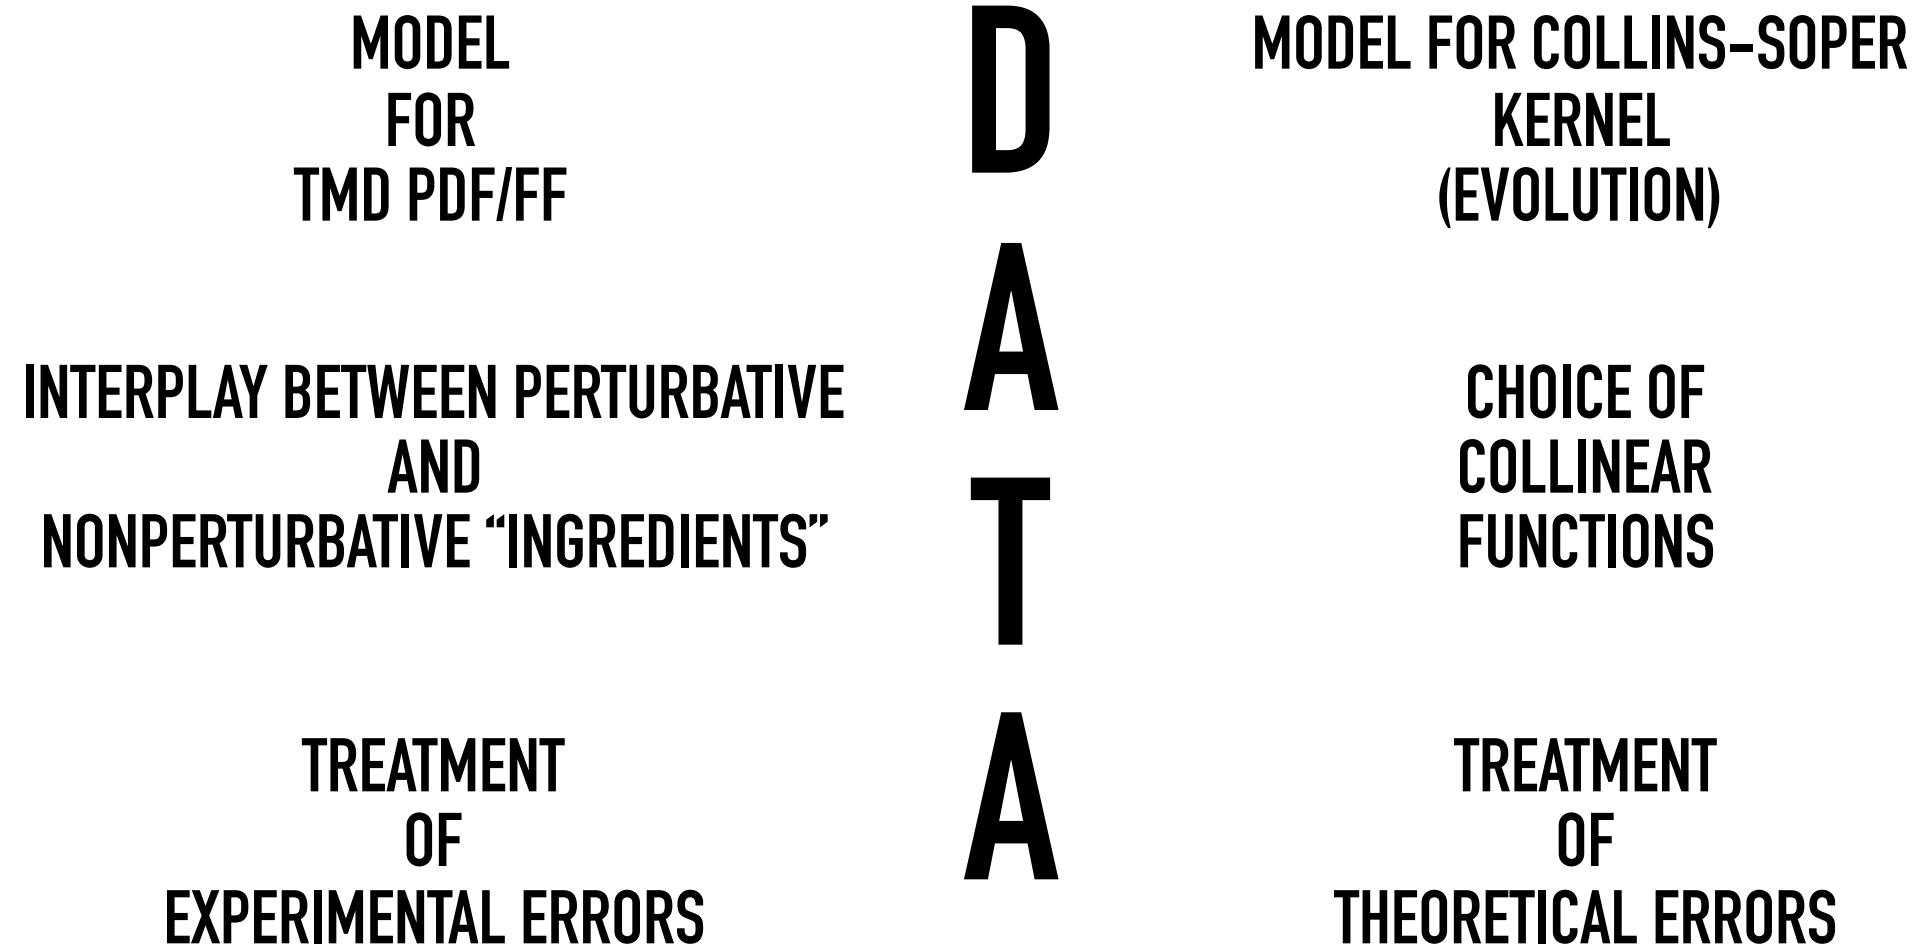 MODEL
FOR
TMD PDF/FF
INTERPLAY BETWEEN PERTURBATIVE
AND
NONPERTURBATIVE “INGREDIENTS”
TREATMENT
OF
EXPERIMENTAL ERRORS
D
A
T
A
MODEL FOR COLLINS-SOPER
KERNEL
(EVOLUTION)
CHOICE OF
COLLINEAR
FUNCTIONS
TREATMENT
OF
THEORETICAL ERRORS